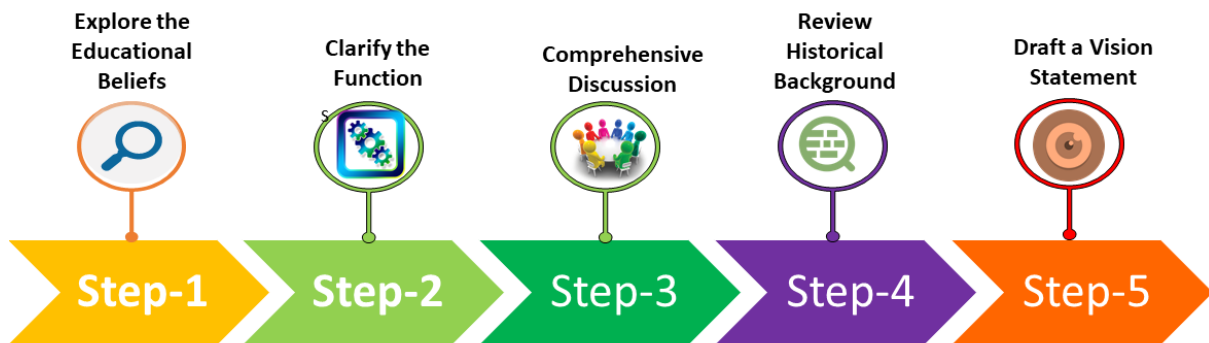 Explore the
Educational
Beliefs
Clarify the
Function
s
Comprehensive
Discussion
Review
Historical
Background
Draft a Vision
Statement
Step-1
Step-2
Step-3
Step-4
Step-5